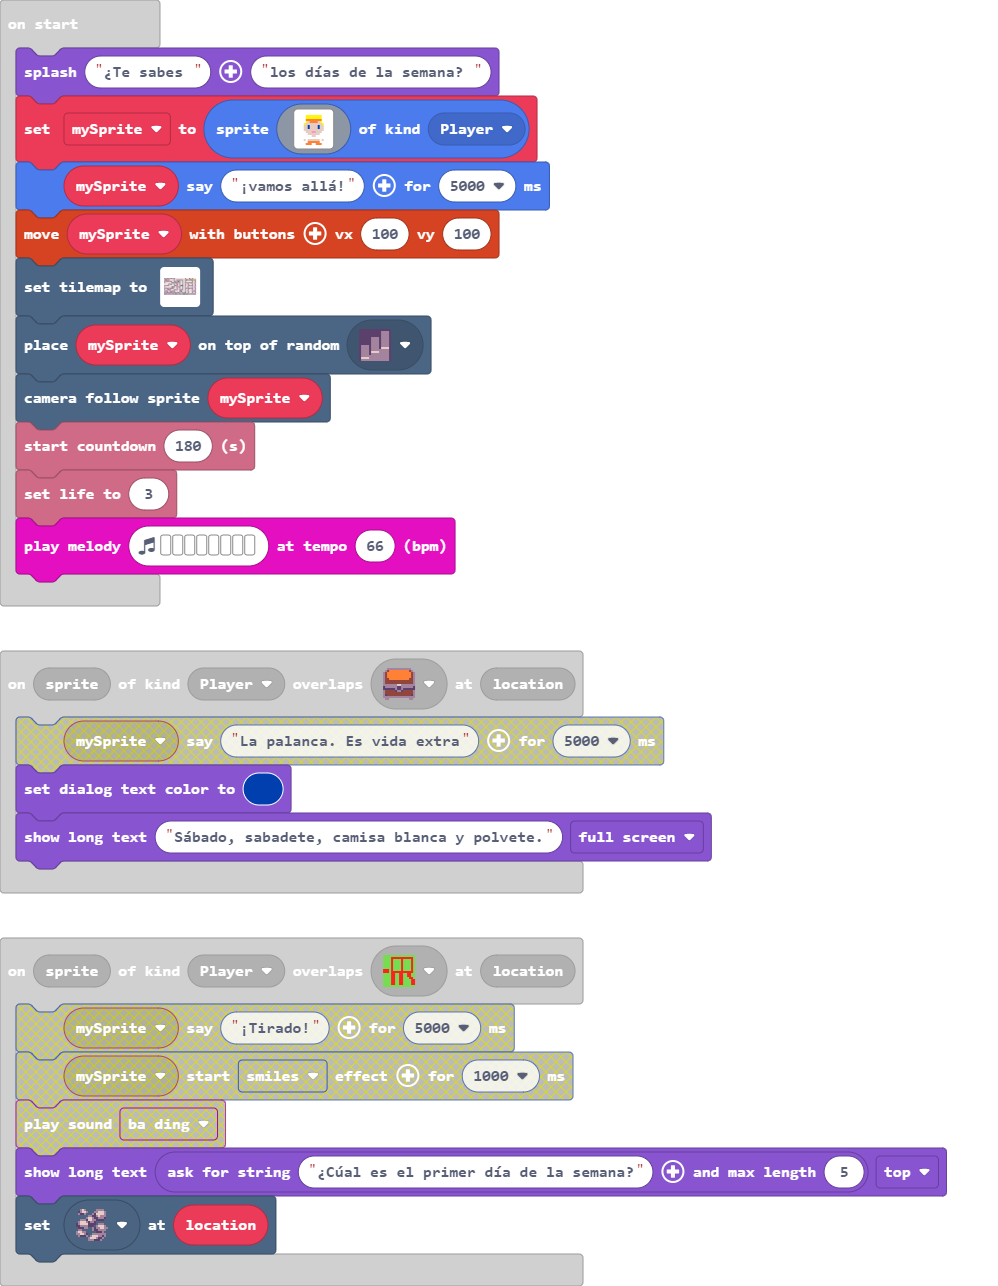 on start
splash "¿Te sabes " "los días de la semana? "
set mySprite to sprite of kind Player
mySprite say "¡vamos allá!" for 5000 ms
move mySprite with buttons vx 100 vy 100
set tilemap to
place mySprite on top of random
camera follow sprite mySprite
start countdown 180 (s)
set life to 3
play melody at tempo 66 (bpm)
on sprite of kind Player overlaps at location
mySprite say "La palanca. Es vida extra" for 5000 ms
set dialog text color to
show long text "Sábado, sabadete, camisa blanca y polvete." full screen
on sprite of kind Player overlaps at location
mySprite say "¡Tirado!" for 5000 ms
mySprite start smiles effect for 1000 ms
play sound ba ding
show long text ask for string "¿Cúal es el primer día de la semana?" and max length 5 top
set at location